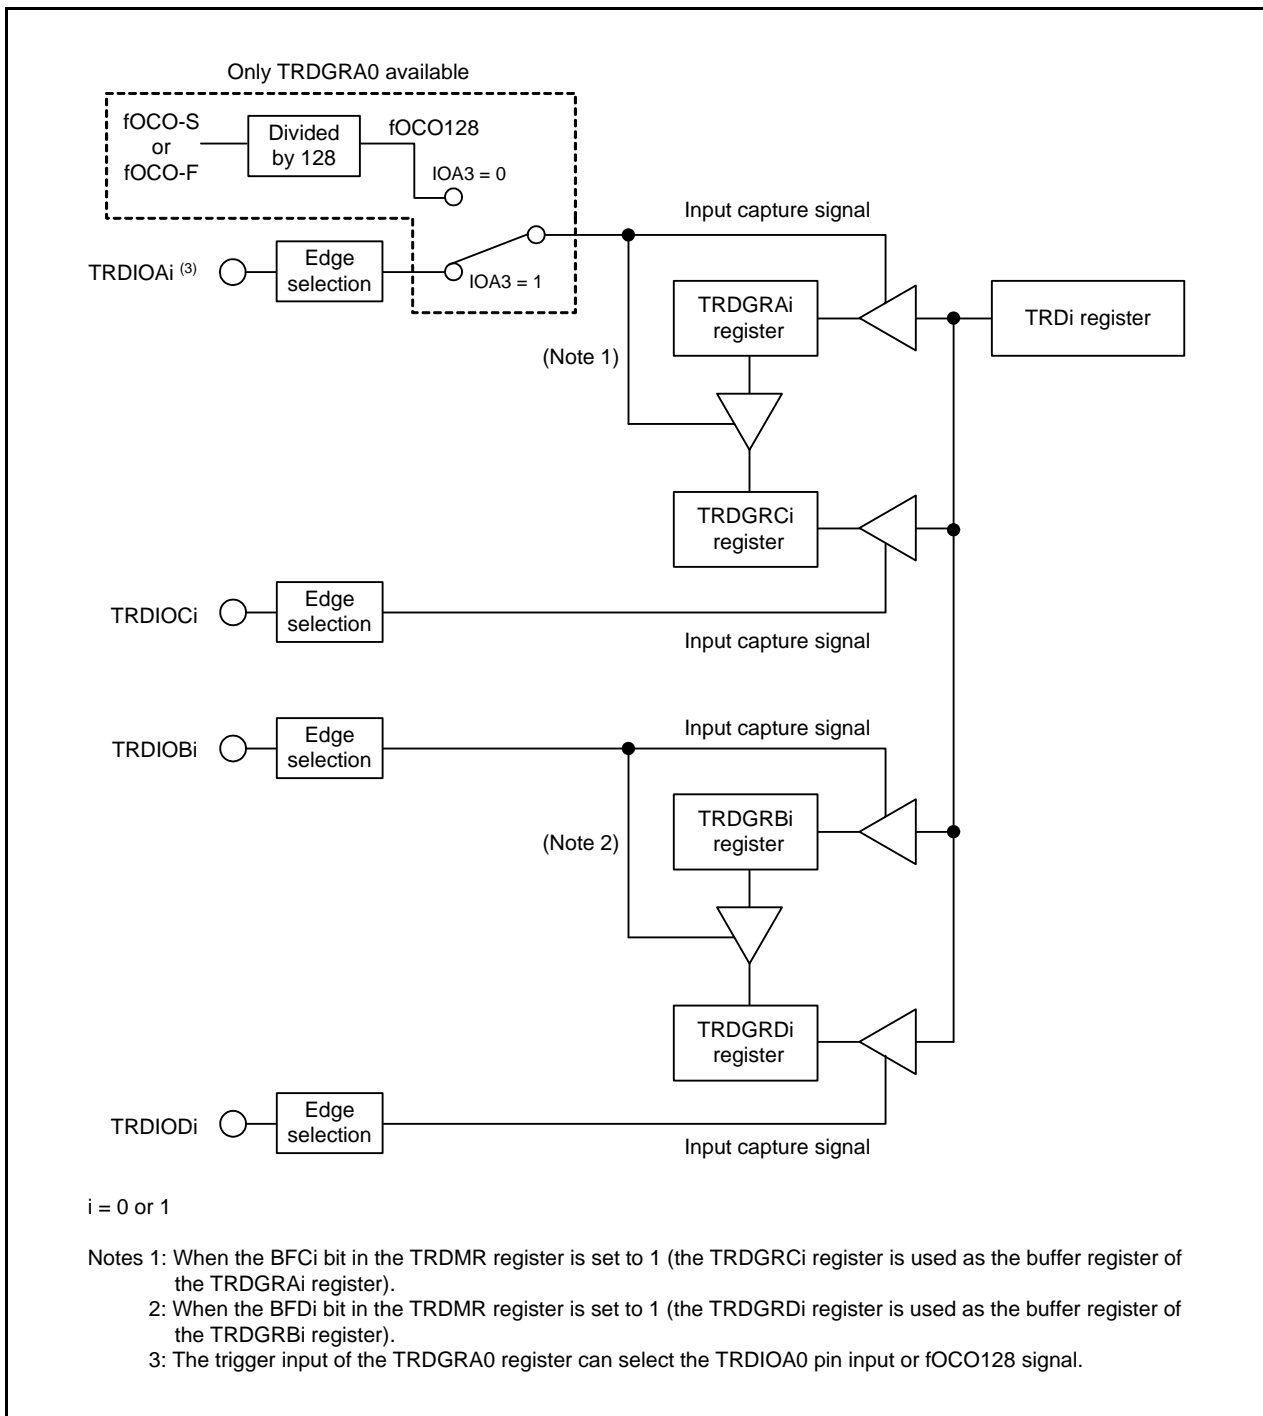 Only TRDGRA0 available
fOCO-S
or
fOCO-F
Divided
by 128
fOCO128
IOA3 = 0
Input capture signal
TRDIOAi (3)
Edge
selection
IOA3 = 1
TRDGRAi
register
TRDi register
(Note 1)
TRDGRCi
register
TRDIOCi
Edge
selection
Input capture signal
TRDIOBi
Edge
selection
Input capture signal
TRDGRBi
register
(Note 2)
TRDGRDi
register
TRDIODi
Edge
selection
Input capture signal
i = 0 or 1
Notes 1: When the BFCi bit in the TRDMR register is set to 1 (the TRDGRCi register is used as the buffer register of
the TRDGRAi register).
2: When the BFDi bit in the TRDMR register is set to 1 (the TRDGRDi register is used as the buffer register of
the TRDGRBi register).
3: The trigger input of the TRDGRA0 register can select the TRDIOA0 pin input or fOCO128 signal.